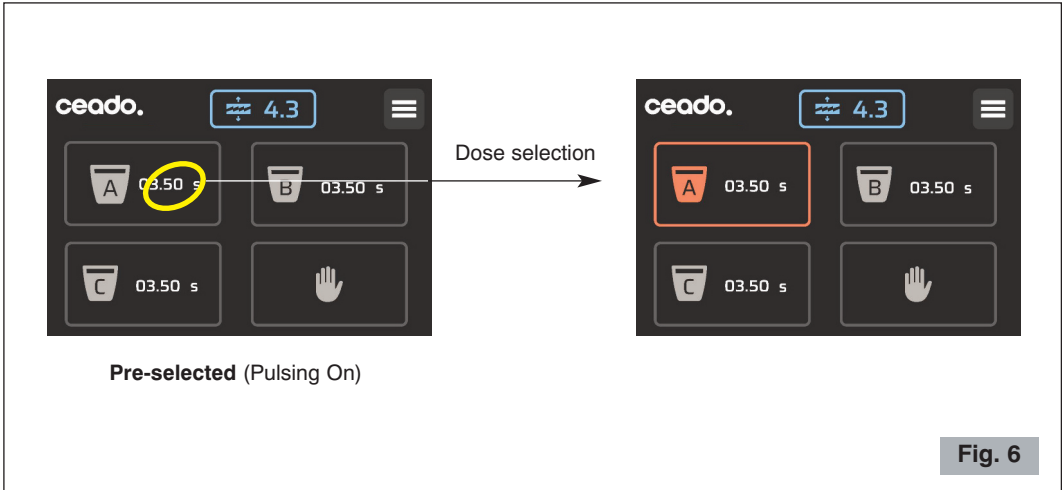 ceado. 4.3
A 03.50 s B 03.50 s
C 03.50 s
Pre-selected (Pulsing On)
Dose selection
ceado. 4.3
A 03.50 s B 03.50 s
C 03.50 s
Fig. 6